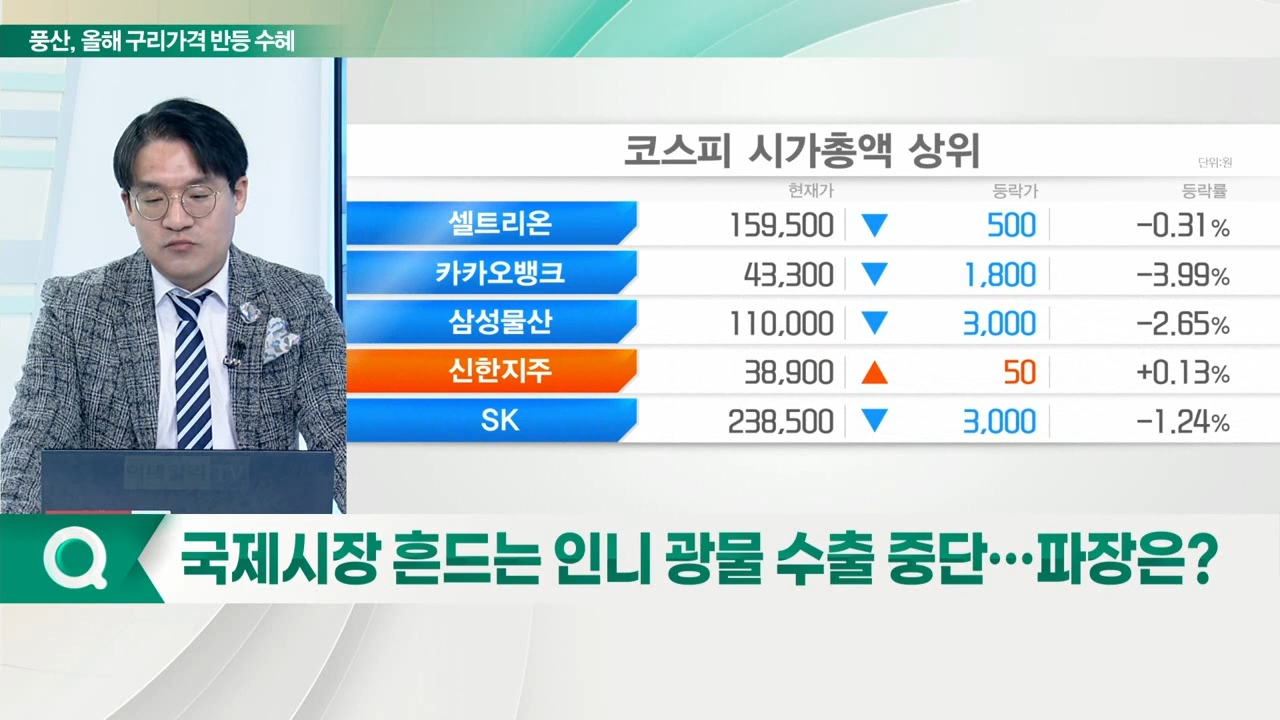 풍산, 올해 구리가격 반등 수혜
코스피 시가총액 상위
단위:원
현재가 등락가 등락률
셀트리온 159,500 ▼ 500 -0.31%
카카오뱅크 43,300 ▼ 1,800 -3.99%
삼성물산 110,000 ▼ 3,000 -2.65%
신한지주 38,900 ▲ 50 +0.13%
SK 238,500 ▼ 3,000 -1.24%
이데일리 TV
국제시장 흔드는 인니 광물 수출 중단…파장은?